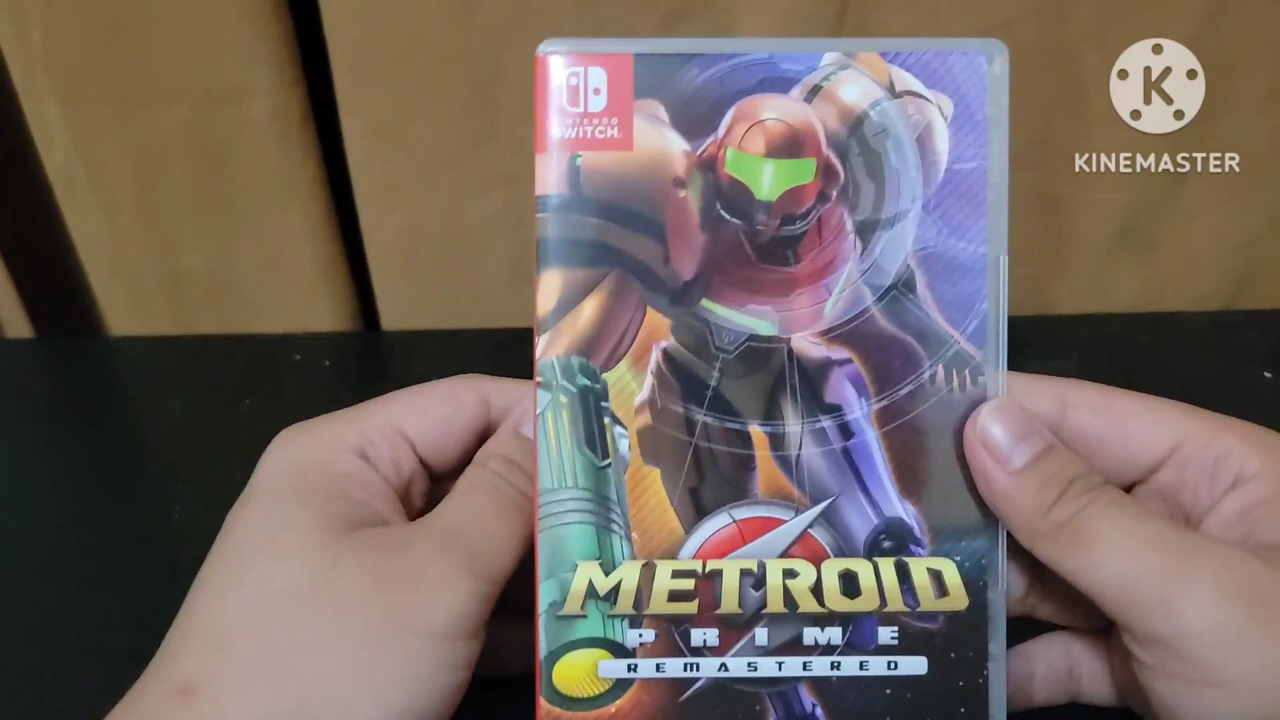 NINTENDO
SWITCH
K
KINEMASTER
METROID
PRIME
REMASTERED